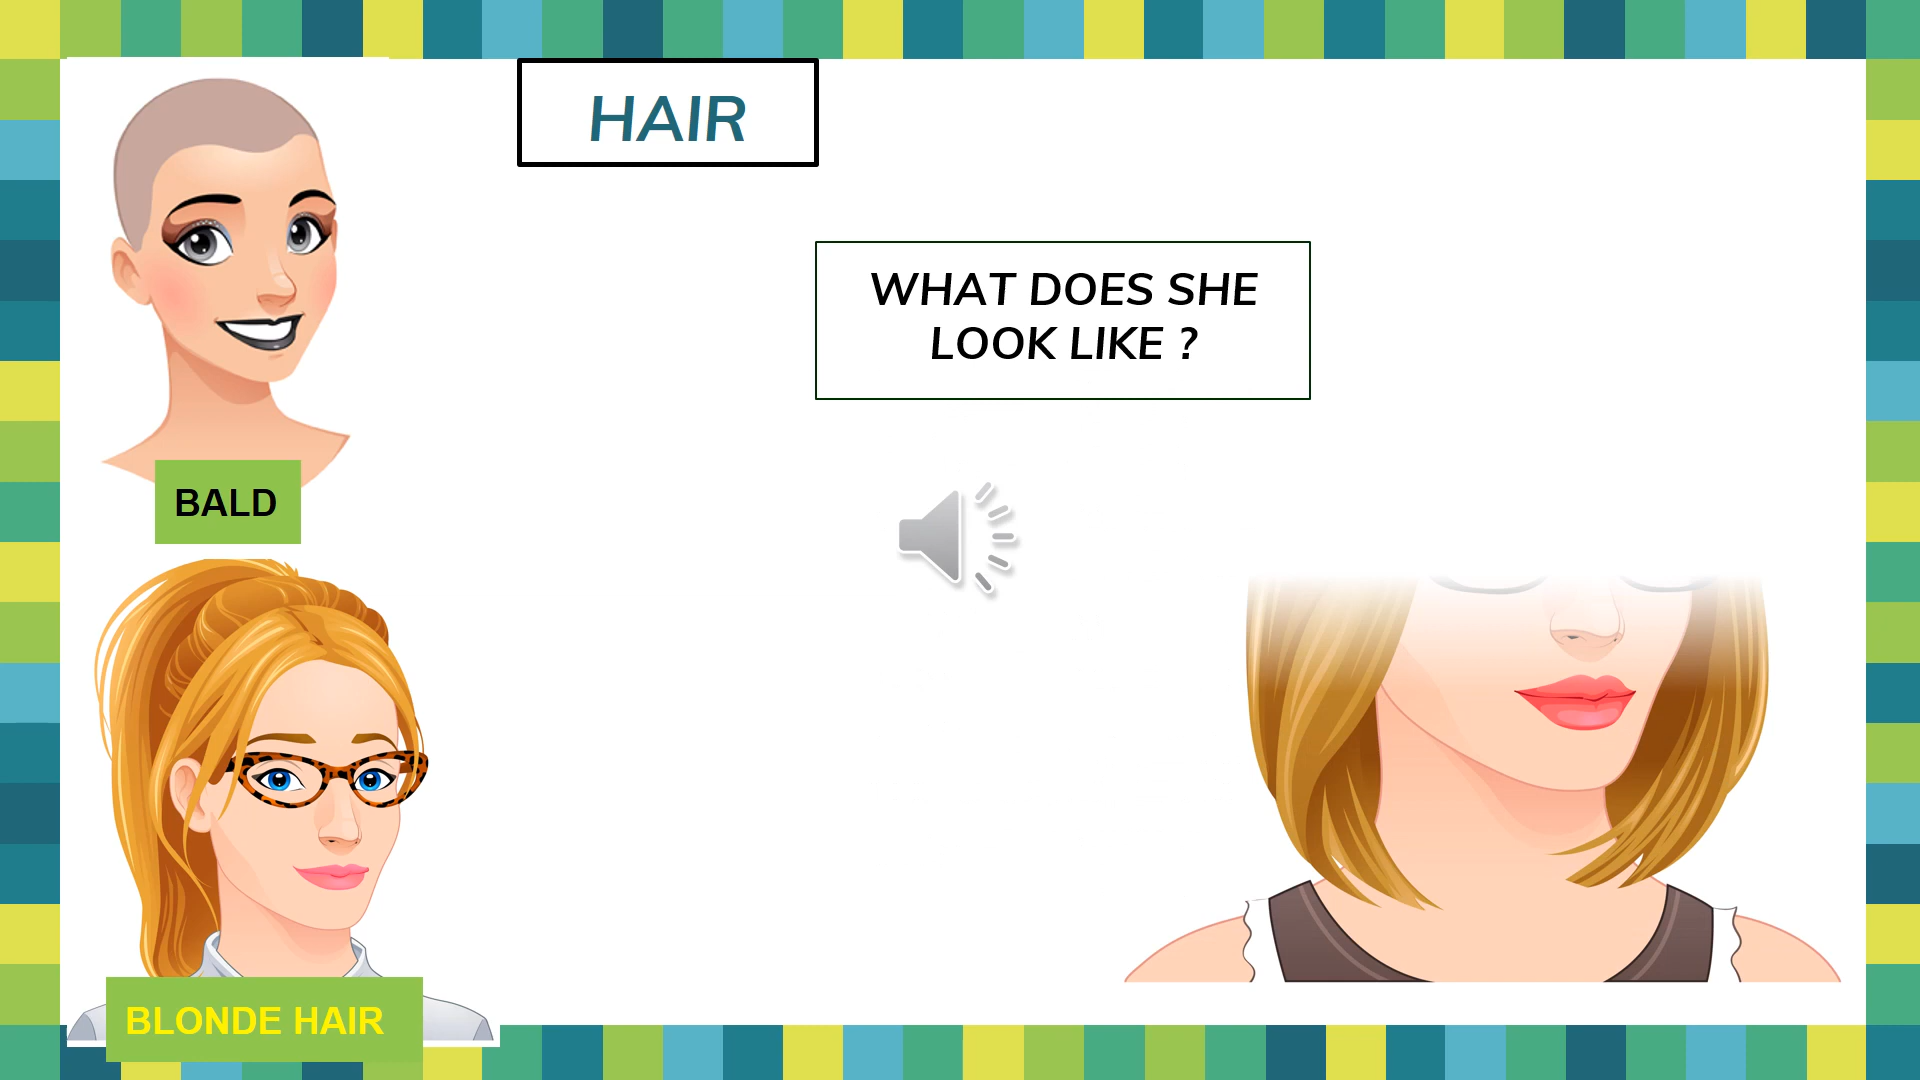 HAIR
WHAT DOES SHE
LOOK LIKE ?
BALD
BLONDE HAIR